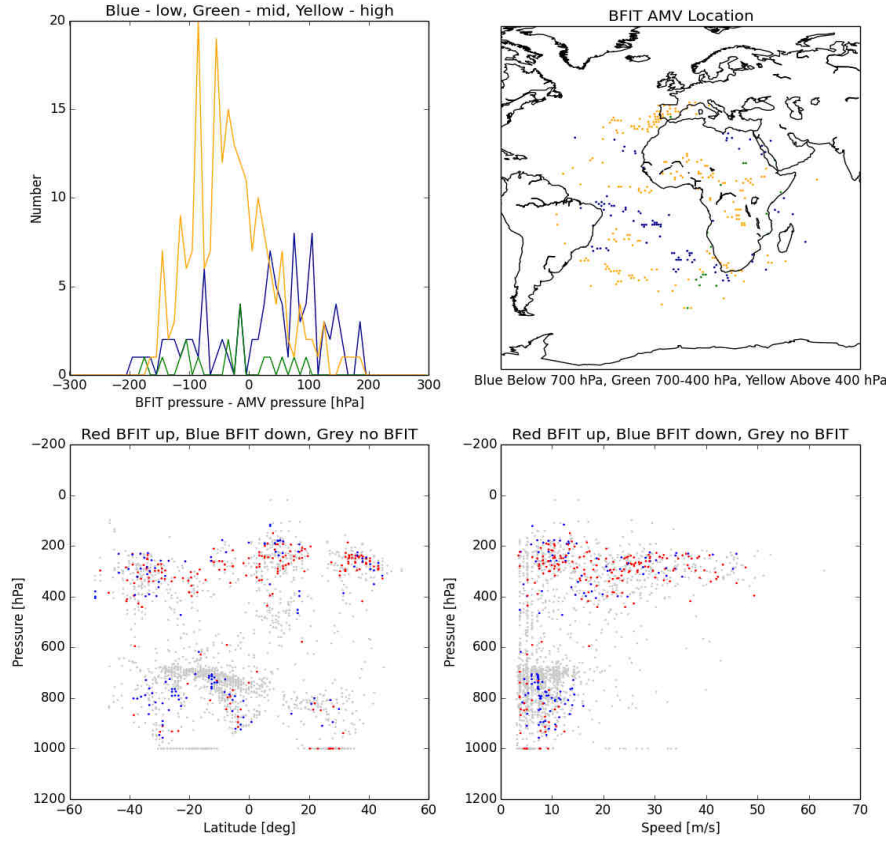 Blue - low, Green - mid, Yellow - high
20
15
10
5
0
Number
−300 −200 −100 0 100 200 300
BFIT pressure - AMV pressure [hPa]
BFIT AMV Location
Blue Below 700 hPa, Green 700-400 hPa, Yellow Above 400 hPa
Red BFIT up, Blue BFIT down, Grey no BFIT
−200
0
200
400
600
800
1000
1200
Pressure [hPa]
−60 −40 −20 0 20 40 60
Latitude [deg]
Red BFIT up, Blue BFIT down, Grey no BFIT
−200
0
200
400
600
800
1000
1200
Pressure [hPa]
0 10 20 30 40 50 60 70
Speed [m/s]